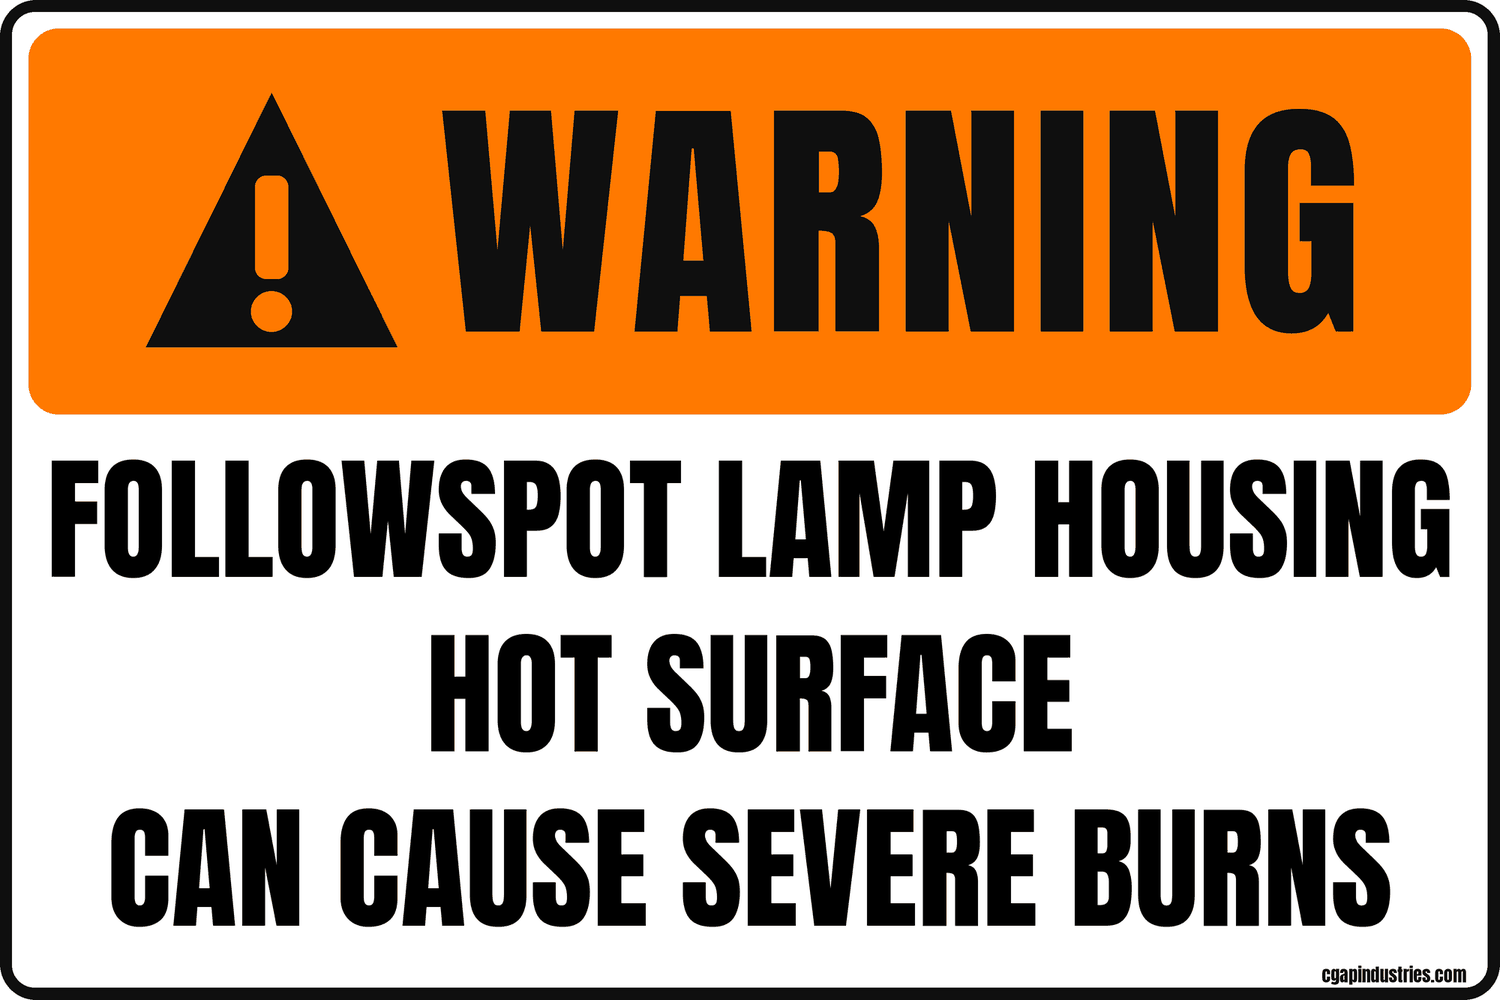 WARNING
FOLLOWSPOT LAMP HOUSING
HOT SURFACE
CAN CAUSE SEVERE BURNS
cgapindustries.com